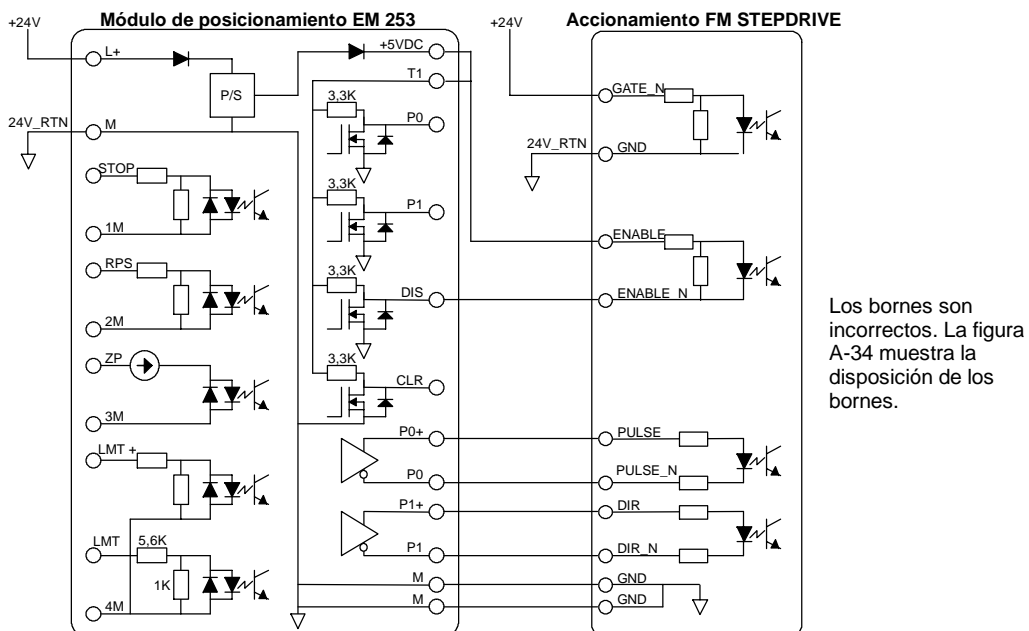 Módulo de posicionamiento EM 253
Accionamiento FM STEPDRIVE
+24V
L+
P/S
24V_RTN
M
STOP
1M
RPS
2M
ZP
3M
LMT +
LMT
5,6K
1K
4M
+5VDC
T1
3,3K
P0
3,3K
P1
3,3K
DIS
3,3K
CLR
P0+
P0
P1+
P1
M
M
+24V
GATE_N
24V_RTN
GND
ENABLE
ENABLE_N
PULSE
PULSE_N
DIR
DIR_N
GND
GND
Los bornes son
incorrectos. La figura
A-34 muestra la
disposición de los
bornes.